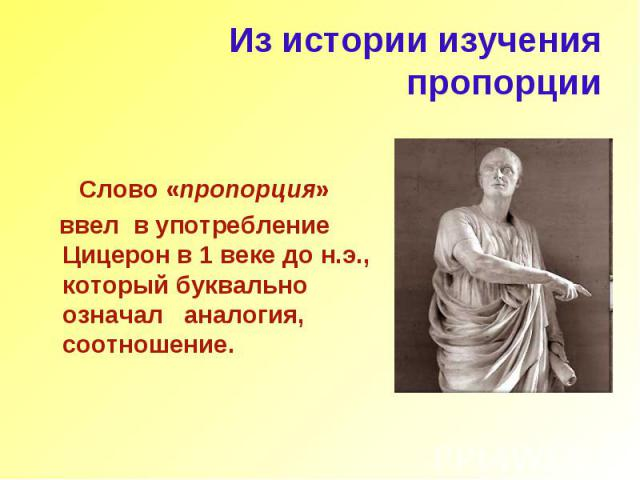 Из истории изучения
пропорции
Слово «пропорция»
ввел в употребление
Цицерон в 1 веке до н.э.,
который буквально
означал аналогия,
соотношение.